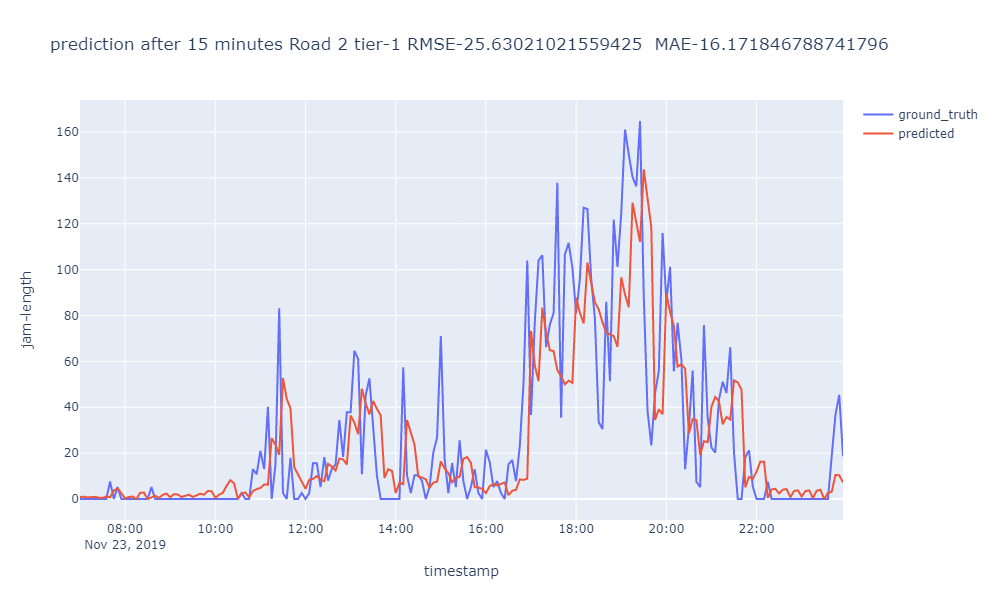 prediction after 15 minutes Road 2 tier-1 RMSE-25.63021021559425  MAE-16.171846788741796
ground_truth
predicted
160
140
120
100
80
60
40
20
0
jam-length
08:00 10:00 12:00 14:00 16:00 18:00 20:00 22:00
Nov 23, 2019
timestamp